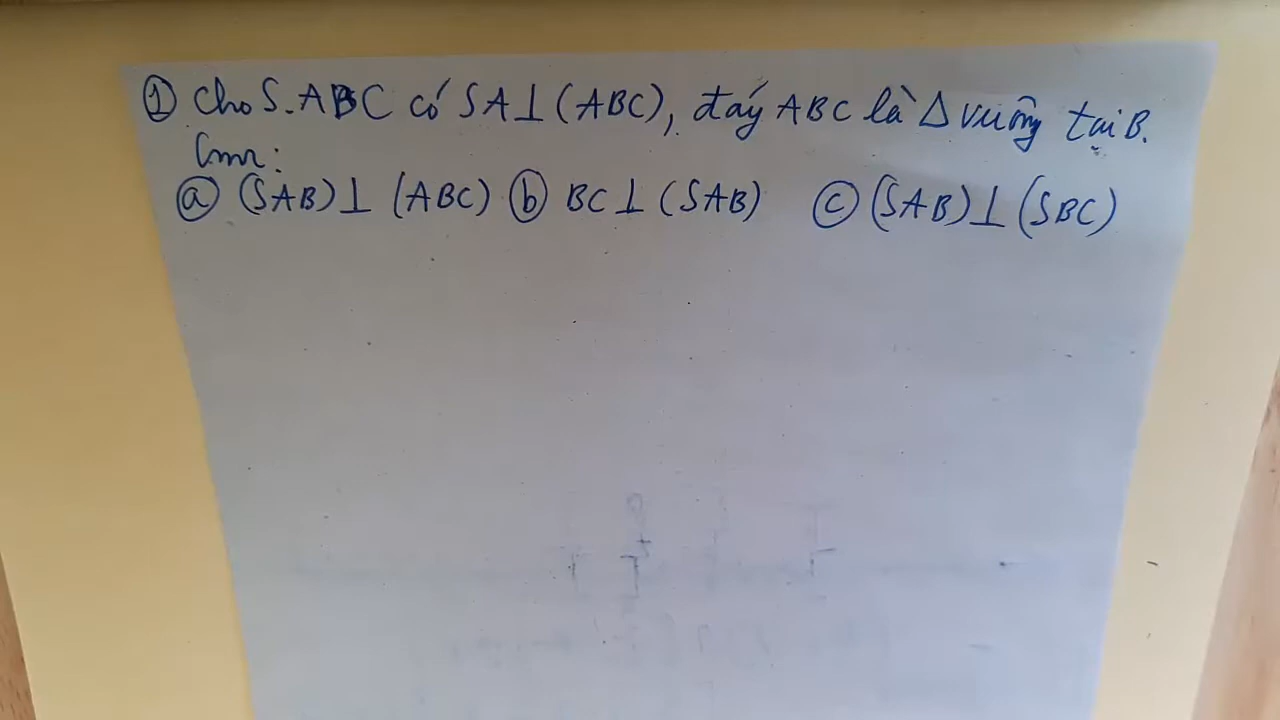 ① Cho S.ABC có SA⊥(ABC), đáy ABC là Δ vuông tại B.
Cmr:
ⓐ (SAB)⊥(ABC) ⓑ BC⊥(SAB) ⓒ (SAB)⊥(SBC)